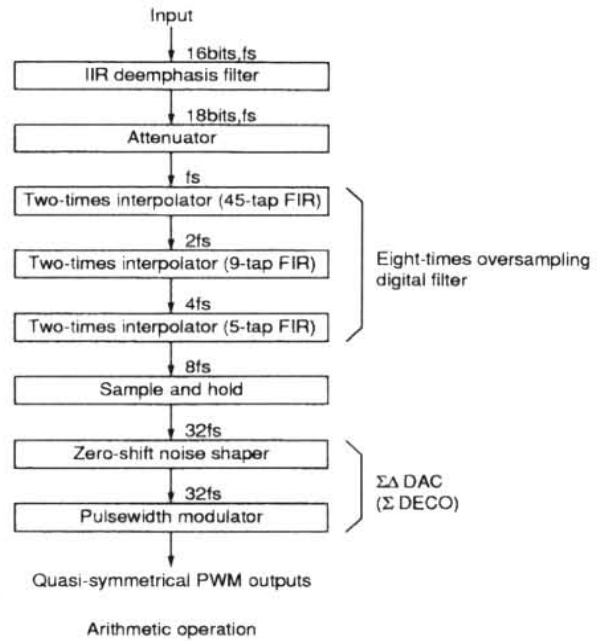 Input
16bits,fs
IIR deemphasis filter
18bits,fs
Attenuator
fs
Two-times interpolator (45-tap FIR)
2fs
Two-times interpolator (9-tap FIR)
Eight-times oversampling
digital filter
4fs
Two-times interpolator (5-tap FIR)
8fs
Sample and hold
32fs
Zero-shift noise shaper
ΣΔ DAC
(Σ DECO)
32fs
Pulsewidth modulator
Quasi-symmetrical PWM outputs
Arithmetic operation